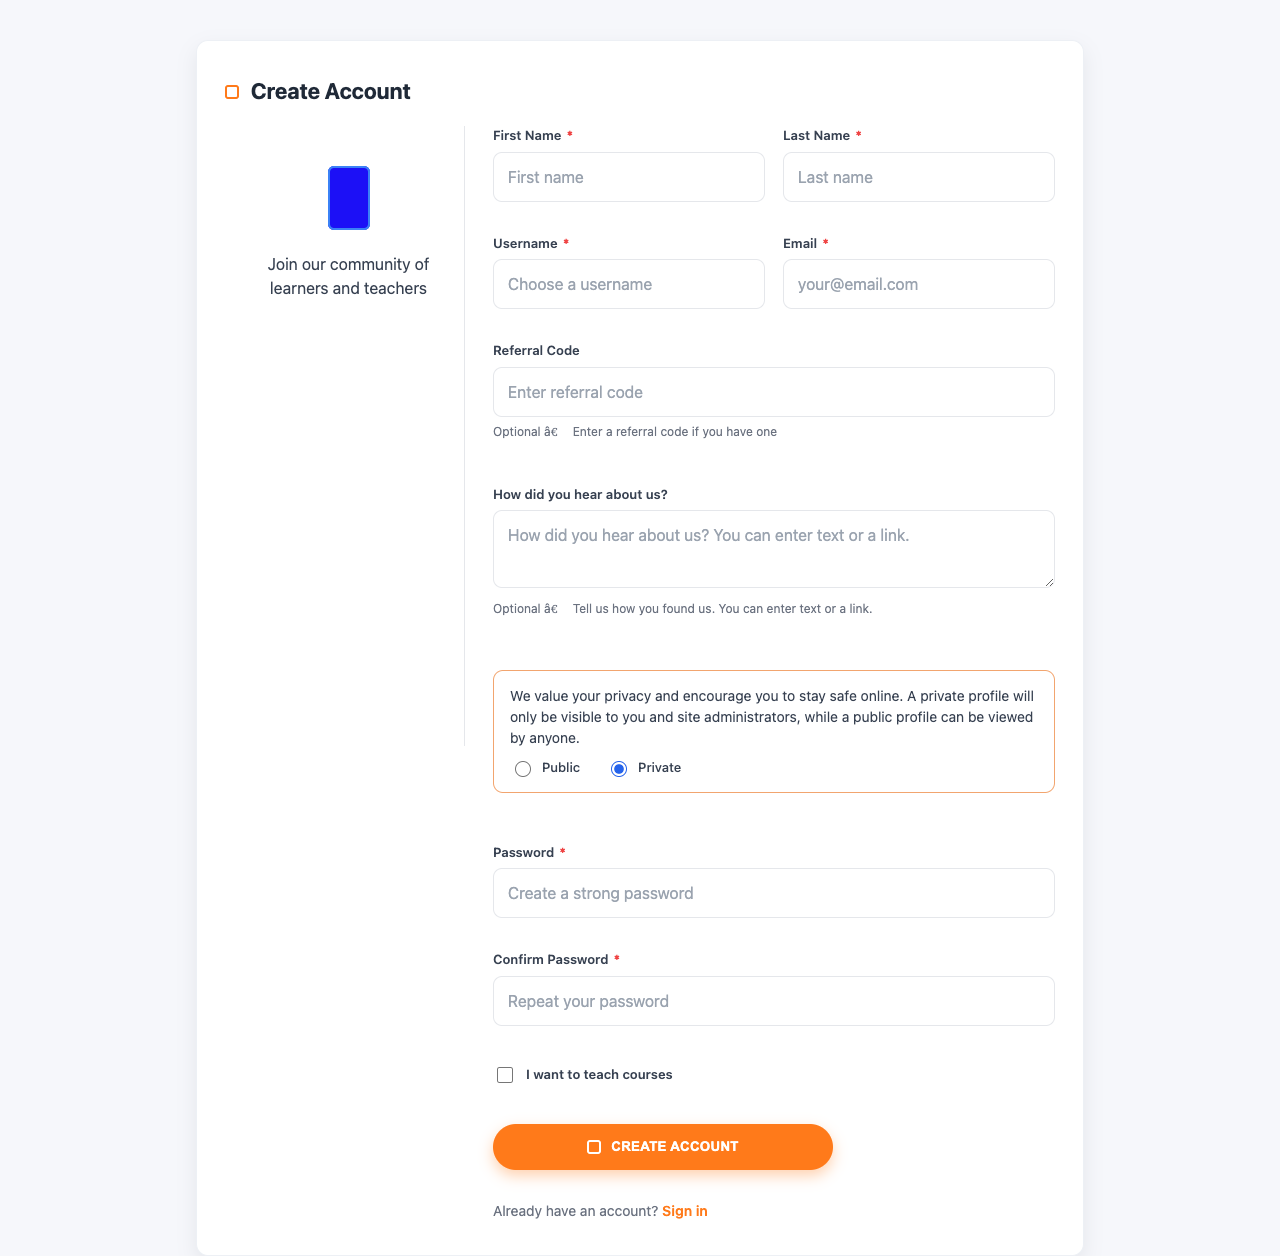 Create Account
Join our community of
learners and teachers
First Name *
Last Name *
First name
Last name
Username *
Email *
Choose a username
your@email.com
Referral Code
Enter referral code
Optional â€ Enter a referral code if you have one
How did you hear about us?
How did you hear about us? You can enter text or a link.
Optional â€ Tell us how you found us. You can enter text or a link.
We value your privacy and encourage you to stay safe online. A private profile will
only be visible to you and site administrators, while a public profile can be viewed
by anyone.
Public
Private
Password *
Create a strong password
Confirm Password *
Repeat your password
I want to teach courses
CREATE ACCOUNT
Already have an account? Sign in